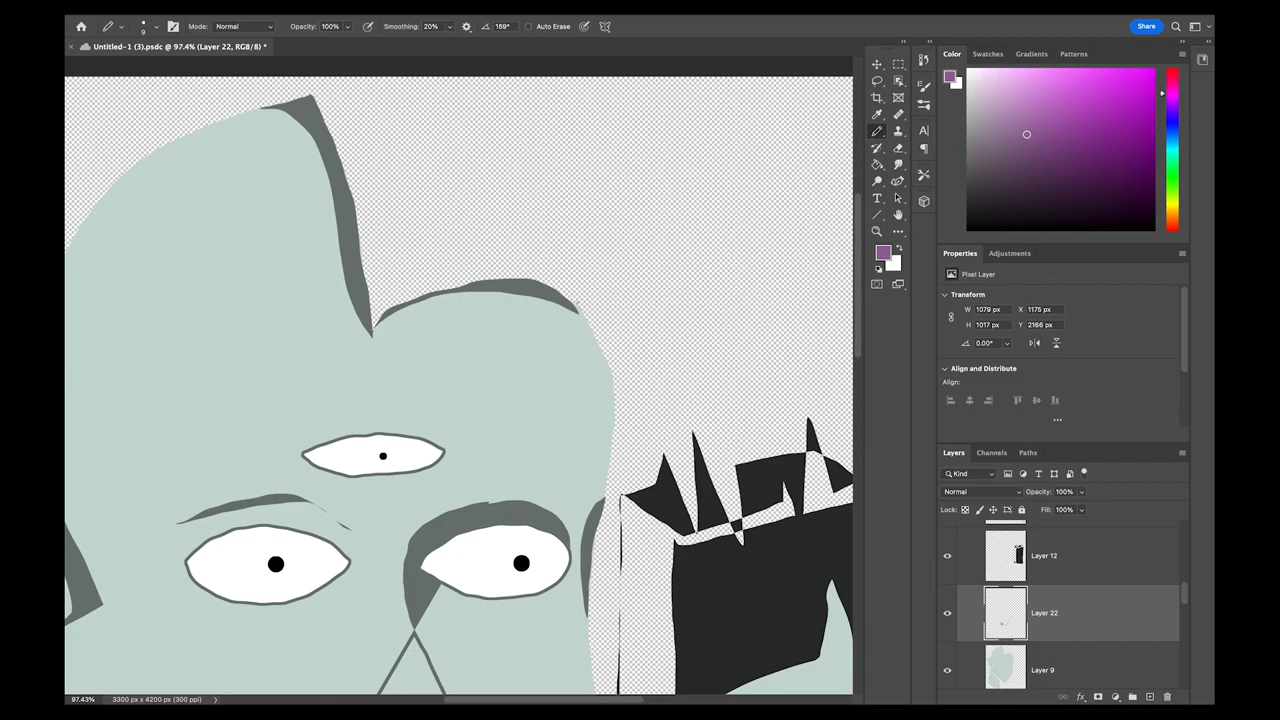 9 Mode: Normal Opacity: 100% Smoothing: 20% 169° Auto Erase Share
× Untitled-1 (3).psdc @ 97.4% (Layer 22, RGB/8) *
Color Swatches Gradients Patterns
Properties Adjustments
Pixel Layer
Transform
W 1079 px X 1175 px
H 1017 px Y 2166 px
0.00°
Align and Distribute
Align:
Layers Channels Paths
Kind
Normal Opacity: 100%
Lock: Fill: 100%
Layer 12
Layer 22
Layer 9
97.43% 3300 px x 4200 px (300 ppi)